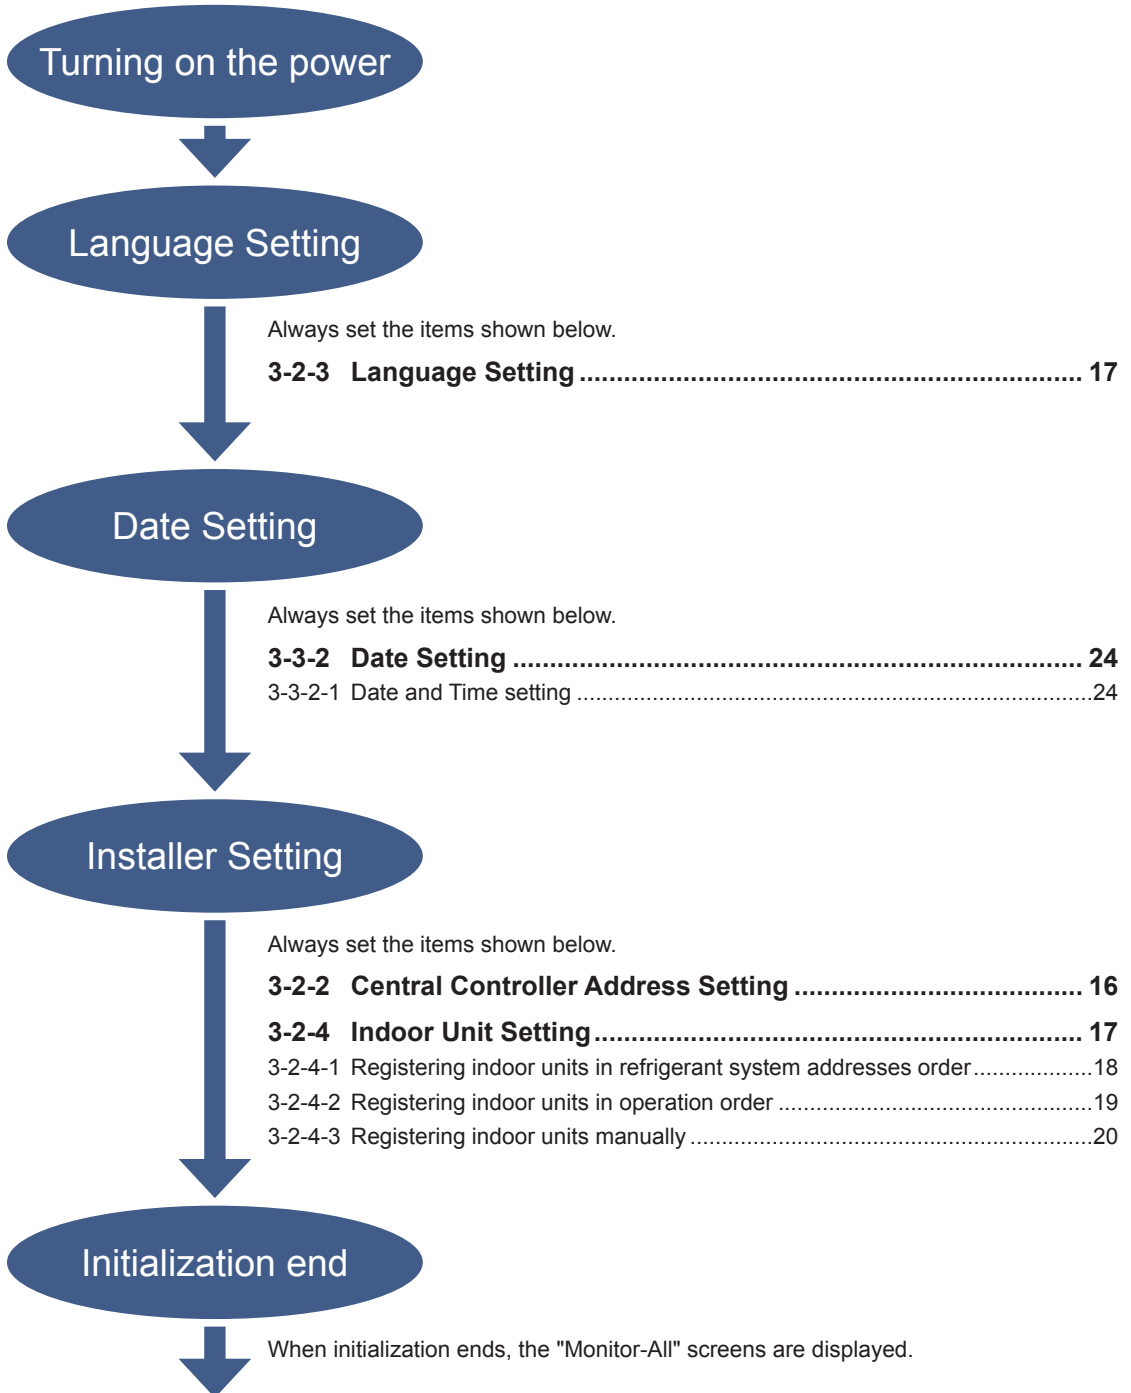 Turning on the power
Language Setting
Always set the items shown below.
3-2-3 Language Setting ..................................................................... 17
Date Setting
Always set the items shown below.
3-3-2 Date Setting .............................................................................. 24
3-3-2-1 Date and Time setting ..................................................................................24
Installer Setting
Always set the items shown below.
3-2-2 Central Controller Address Setting ....................................... 16
3-2-4 Indoor Unit Setting ................................................................... 17
3-2-4-1 Registering indoor units in refrigerant system addresses order ...................18
3-2-4-2 Registering indoor units in operation order ..................................................19
3-2-4-3 Registering indoor units manually ................................................................20
Initialization end
When initialization ends, the "Monitor-All" screens are displayed.